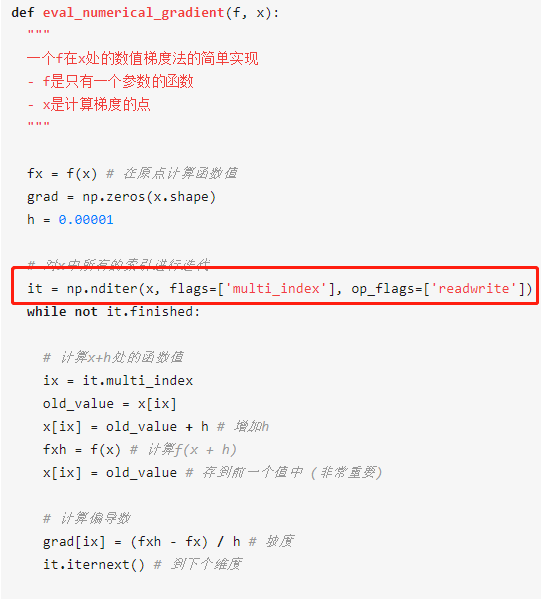 def eval_numerical_gradient(f, x):
"""
一个f在x处的数值梯度法的简单实现
- f是只有一个参数的函数
- x是计算梯度的点
"""
fx = f(x) # 在原点计算函数值
grad = np.zeros(x.shape)
h = 0.00001
# 对x中所有的索引进行迭代
it = np.nditer(x, flags=['multi_index'], op_flags=['readwrite'])
while not it.finished:
# 计算x+h处的函数值
ix = it.multi_index
old_value = x[ix]
x[ix] = old_value + h # 增加h
fxh = f(x) # 计算f(x + h)
x[ix] = old_value # 存到前一个值中 (非常重要)
# 计算偏导数
grad[ix] = (fxh - fx) / h # 坡度
it.iternext() # 到下个维度